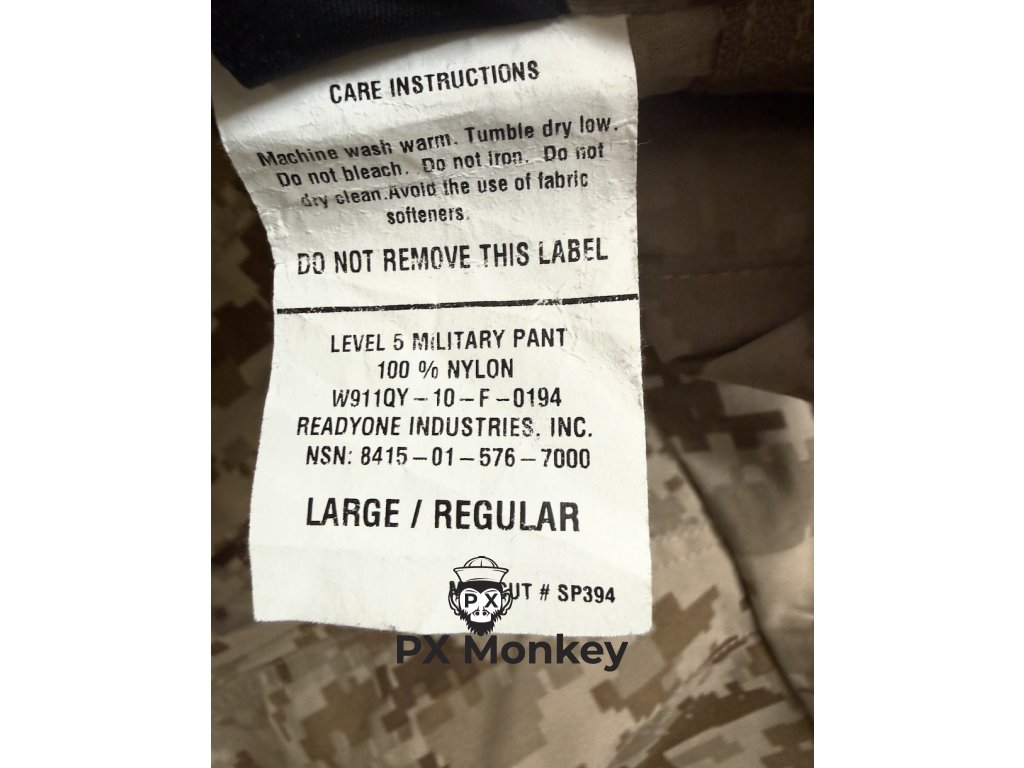 CARE INSTRUCTIONS
Machine wash warm. Tumble dry low.
Do not bleach. Do not iron. Do not
dry clean.Avoid the use of fabric
softeners.
DO NOT REMOVE THIS LABEL
LEVEL 5 MILITARY PANT
100 % NYLON
W911QY-10-F-0194
READYONE INDUSTRIES, INC.
NSN: 8415-01-576-7000
LARGE / REGULAR
# SP394
PX
PX Monkey